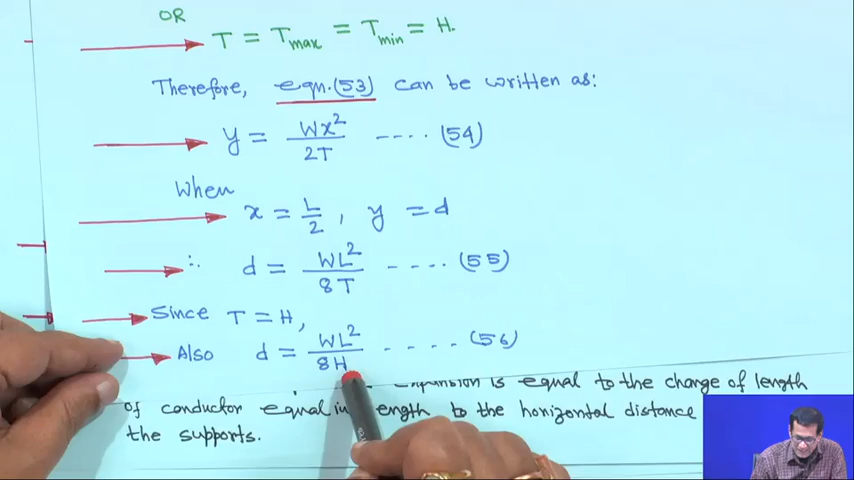 OR
T = Tmax = Tmin = H.
Therefore, eqn.(53) can be written as:
y = Wx²/2T ---- (54)
When
x = L/2, y = d
∴ d = WL²/8T ---- (55)
Since T = H,
Also d = WL²/8H ---- (56)
expansion is equal to the change of length
of conductor equal in length to the horizontal distance
the supports.